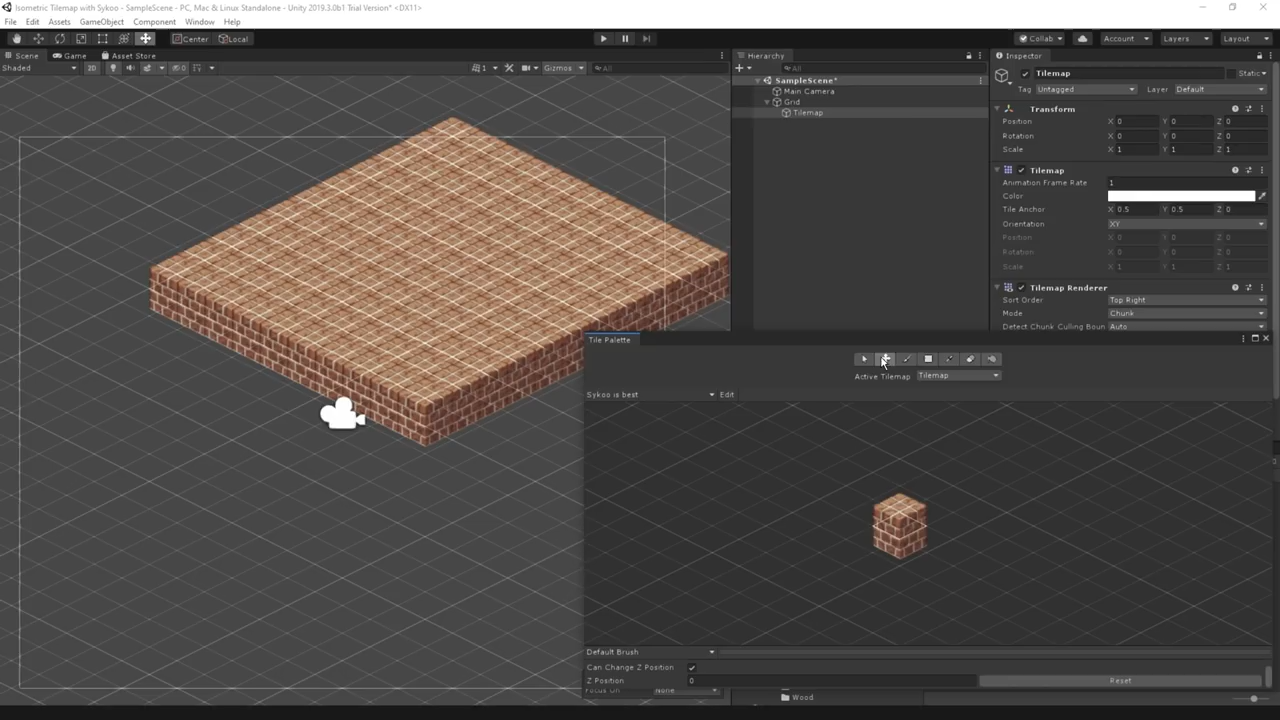 Isometric Tilemap with Sykoo - SampleScene - PC, Mac & Linux Standalone - Unity 2019.3.0b1 Trial Version* <DX11>
File Edit Assets GameObject Component Window Help
Center Local Collab Account Layers Layout
Scene Game Asset Store Hierarchy Inspector
Shaded 2D 0 1 Gizmos All All
Tilemap Static
SampleScene*
Tag Untagged Layer Default
Main Camera
Grid
Tilemap
Transform
Position X 0 Y 0 Z 0
Rotation X 0 Y 0 Z 0
Scale X 1 Y 1 Z 1
Tilemap
Animation Frame Rate 1
Color
Tile Anchor X 0.5 Y 0.5 Z 0
Orientation XY
Position X 0 Y 0 Z 0
Rotation X 0 Y 0 Z 0
Scale X 1 Y 1 Z 1
Tilemap Renderer
Sort Order Top Right
Mode Chunk
Detect Chunk Culling Boun Auto
Tile Palette
Active Tilemap Tilemap
Sykoo is best Edit
Default Brush
Can Change Z Position
Z Position 0 Reset
Focus On None
Wood